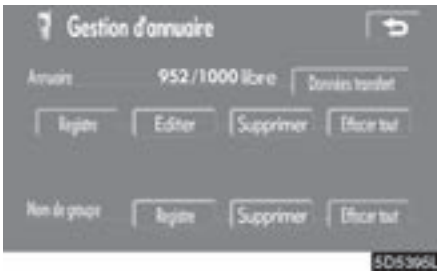 Gestion d'annuaire
Annuaire 952/1000 libre Données transfert
Registre Editer Supprimer Effacer tout
Nom de groupe Registre Supprimer Effacer tout
5D5395L